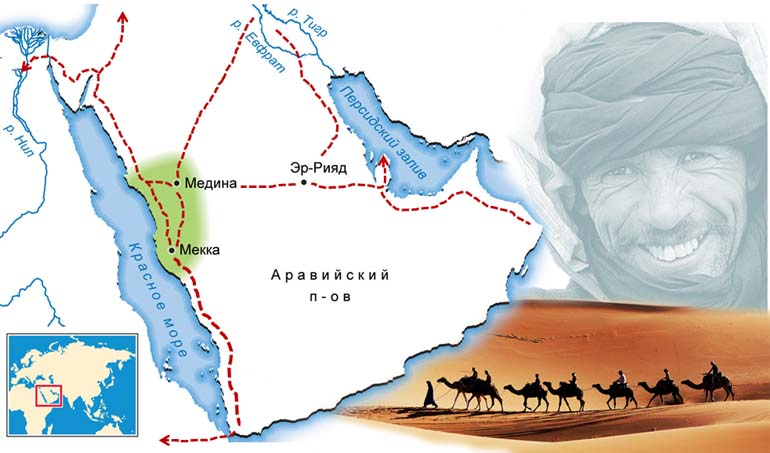 р. Тигр
р. Евфрат
р. Нил
Персидский залив
Эр-Рияд
Медина
Мекка
Красное море
Аравийский
п-ов